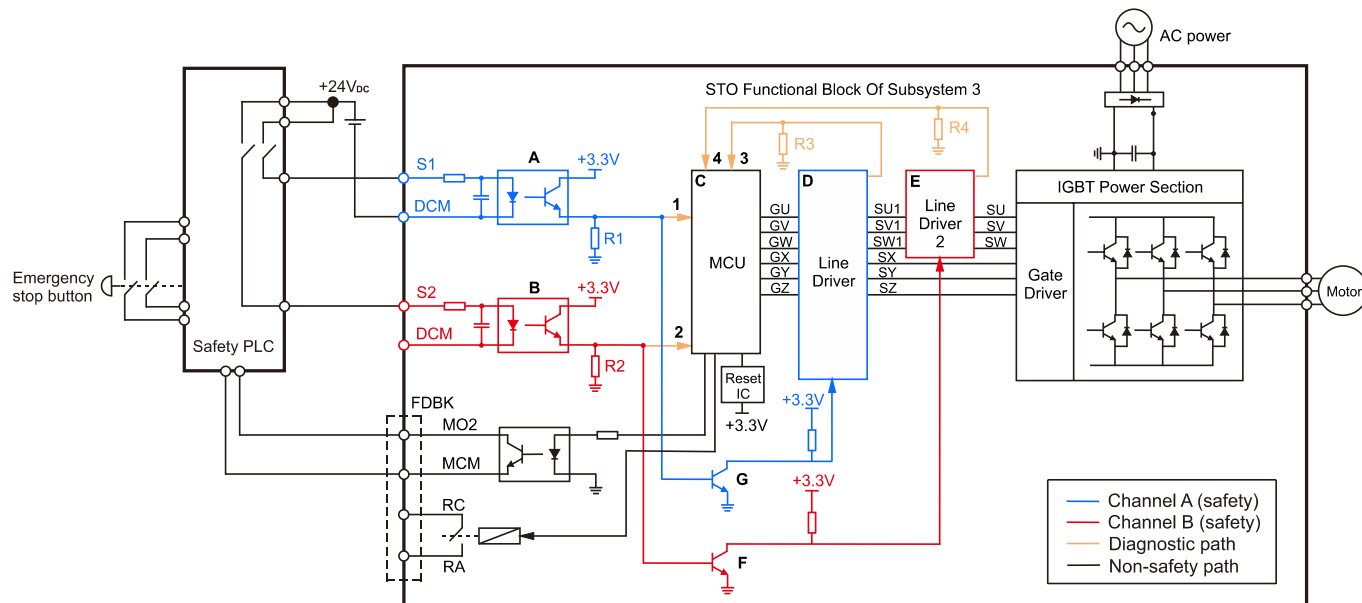 AC power
+24VDC
STO Functional Block Of Subsystem 3
R4
R3
S1
A
+3.3V
4 3
C
D
E
IGBT Power Section
DCM
1
R1
GU
GV
GW
GX
GY
GZ
MCU
Line
Driver
SU1
SV1
SW1
SX
SY
SZ
Line
Driver
2
SU
SV
SW
Gate
Driver
Motor
Emergency
stop button
S2
B
+3.3V
DCM
2
R2
Safety PLC
Reset
IC
+3.3V
+3.3V
FDBK
MO2
MCM
G
+3.3V
RC
RA
F
Channel A (safety)
Channel B (safety)
Diagnostic path
Non-safety path